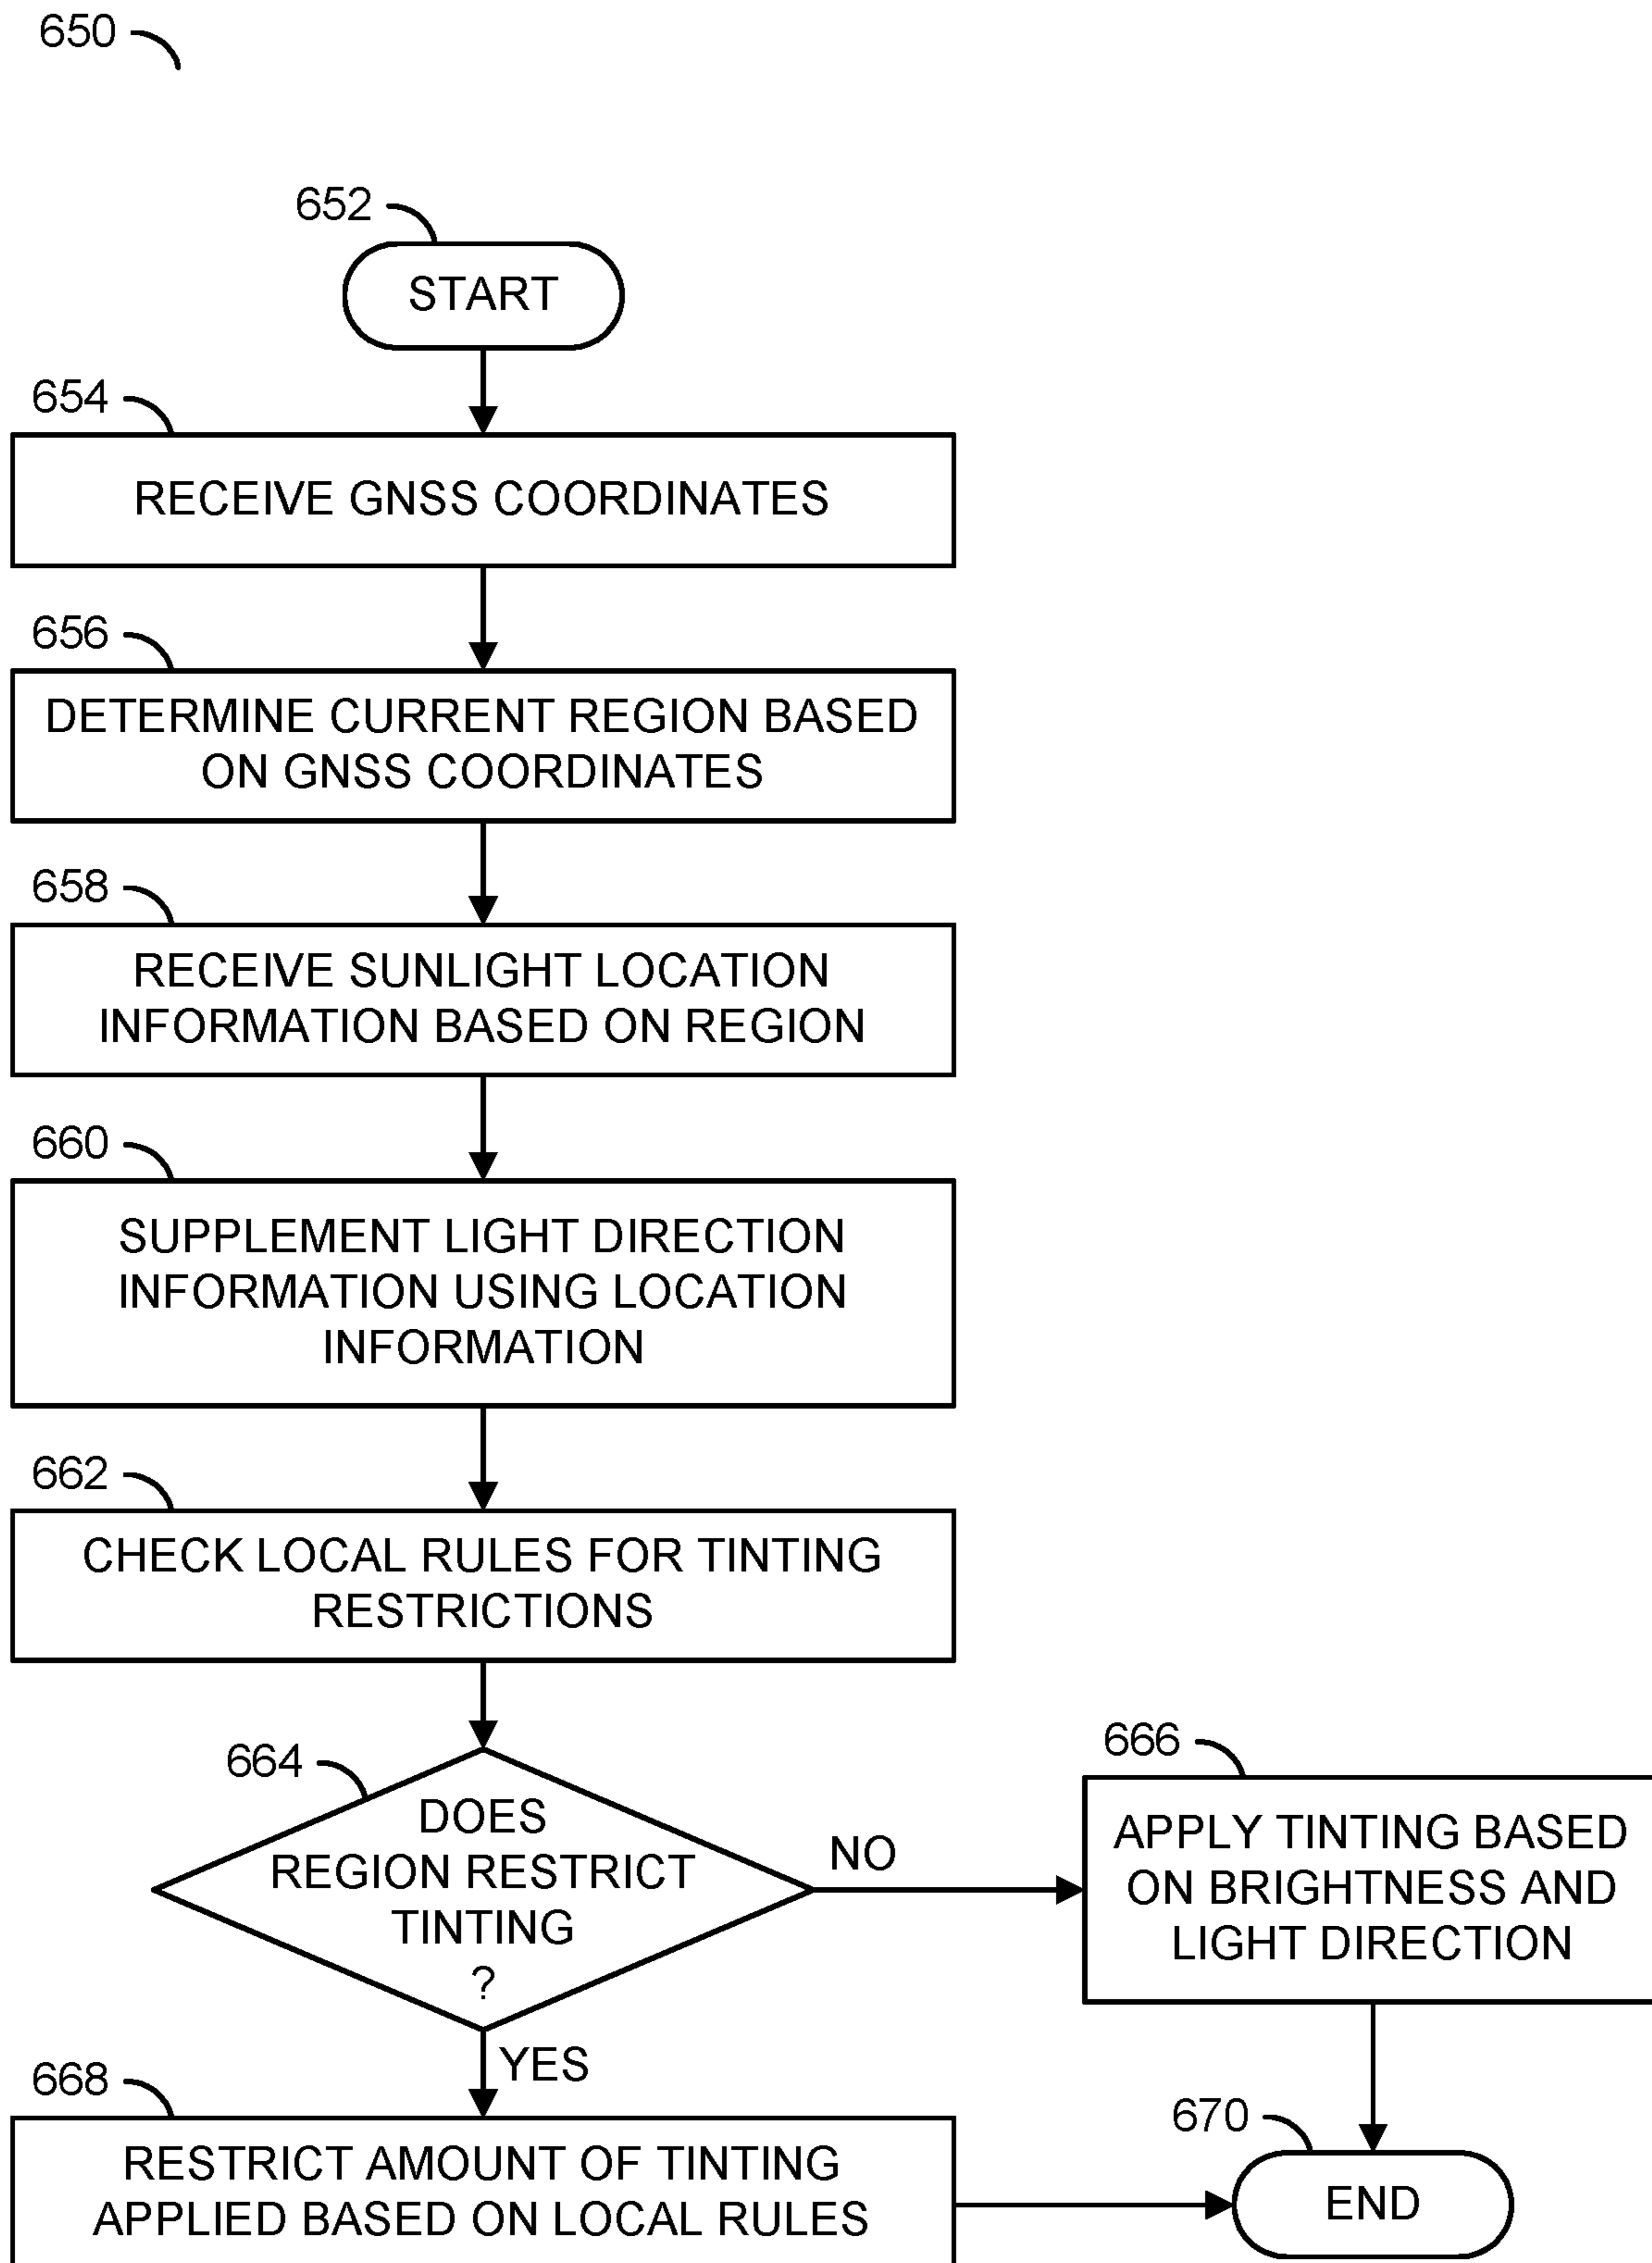 650
652
START
654
RECEIVE GNSS COORDINATES
656
DETERMINE CURRENT REGION BASED
ON GNSS COORDINATES
658
RECEIVE SUNLIGHT LOCATION
INFORMATION BASED ON REGION
660
SUPPLEMENT LIGHT DIRECTION
INFORMATION USING LOCATION
INFORMATION
662
CHECK LOCAL RULES FOR TINTING
RESTRICTIONS
664
DOES
REGION RESTRICT
TINTING
?
NO
666
APPLY TINTING BASED
ON BRIGHTNESS AND
LIGHT DIRECTION
YES
668
RESTRICT AMOUNT OF TINTING
APPLIED BASED ON LOCAL RULES
670
END